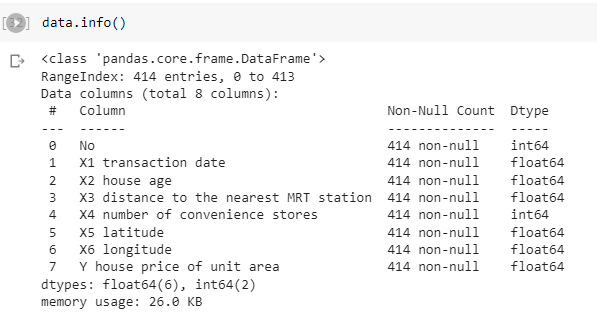 [32] data.info()
<class 'pandas.core.frame.DataFrame'>
RangeIndex: 414 entries, 0 to 413
Data columns (total 8 columns):
 #   Column                                  Non-Null Count  Dtype
---  ------                                  --------------  -----
 0   No                                      414 non-null    int64
 1   X1 transaction date                     414 non-null    float64
 2   X2 house age                            414 non-null    float64
 3   X3 distance to the nearest MRT station  414 non-null    float64
 4   X4 number of convenience stores         414 non-null    int64
 5   X5 latitude                             414 non-null    float64
 6   X6 longitude                            414 non-null    float64
 7   Y house price of unit area              414 non-null    float64
dtypes: float64(6), int64(2)
memory usage: 26.0 KB